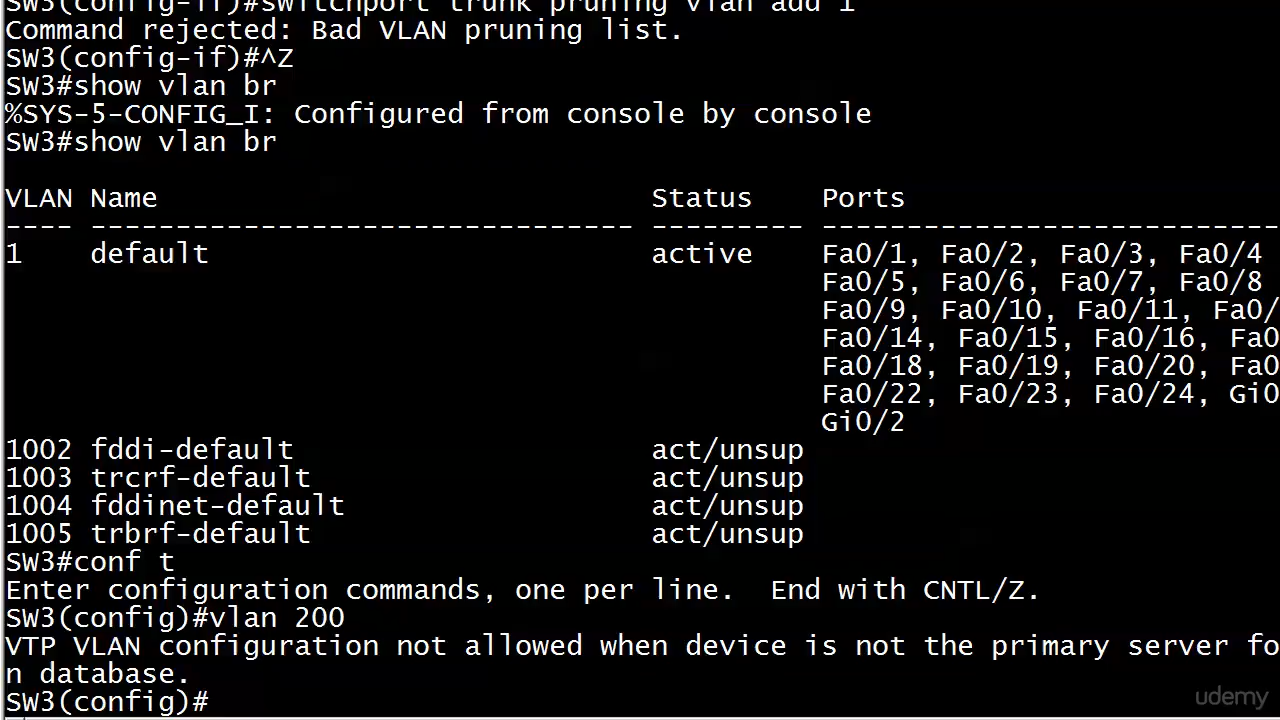 SW3(config-if)#switchport trunk pruning vlan add 1
Command rejected: Bad VLAN pruning list.
SW3(config-if)#^Z
SW3#show vlan br
%SYS-5-CONFIG_I: Configured from console by console
SW3#show vlan br
VLAN Name Status Ports
---- -------------------------------- --------- ---------------------------
1 default active Fa0/1, Fa0/2, Fa0/3, Fa0/4
Fa0/5, Fa0/6, Fa0/7, Fa0/8
Fa0/9, Fa0/10, Fa0/11, Fa0/
Fa0/14, Fa0/15, Fa0/16, Fa0
Fa0/18, Fa0/19, Fa0/20, Fa0
Fa0/22, Fa0/23, Fa0/24, Gi0
Gi0/2
1002 fddi-default act/unsup
1003 trcrf-default act/unsup
1004 fddinet-default act/unsup
1005 trbrf-default act/unsup
SW3#conf t
Enter configuration commands, one per line. End with CNTL/Z.
SW3(config)#vlan 200
VTP VLAN configuration not allowed when device is not the primary server fo
n database.
SW3(config)#
udemy